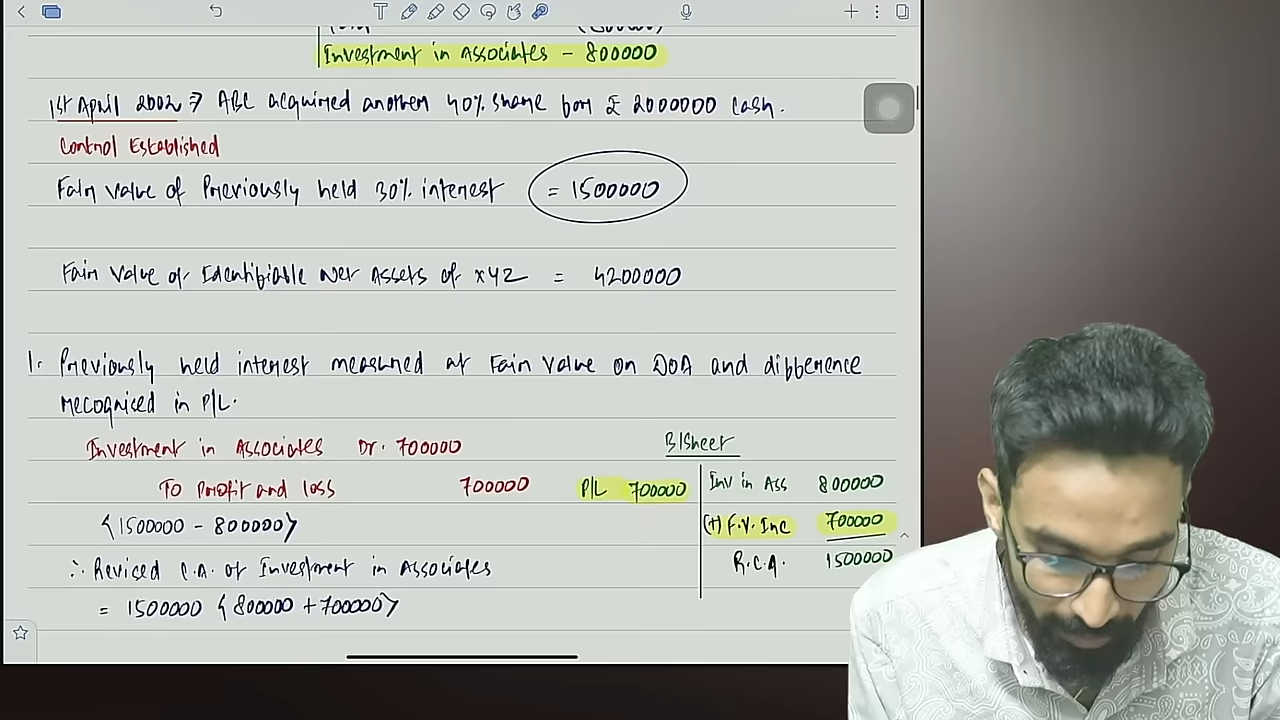 Investment in Associates - 800000
1st April 2002 ⇒ ABC acquired another 40% share for ₹ 2000000 cash.
Control Established
Fair value of Previously held 30% interest = 1500000
Fair Value of Identifiable Net Assets of XYZ = 4200000
1. Previously held interest measured at Fair Value on DOA and difference
recognised in P/L.
Investment in Associates Dr. 700000
To Profit and loss 700000
{1500000 - 800000}
∴ Revised C.A. of Investment in Associates
= 1500000 {800000 + 700000}
P/L 700000
B/Sheet
Inv in Ass 800000
(+) F.V. Inc 700000
R.C.A. 1500000